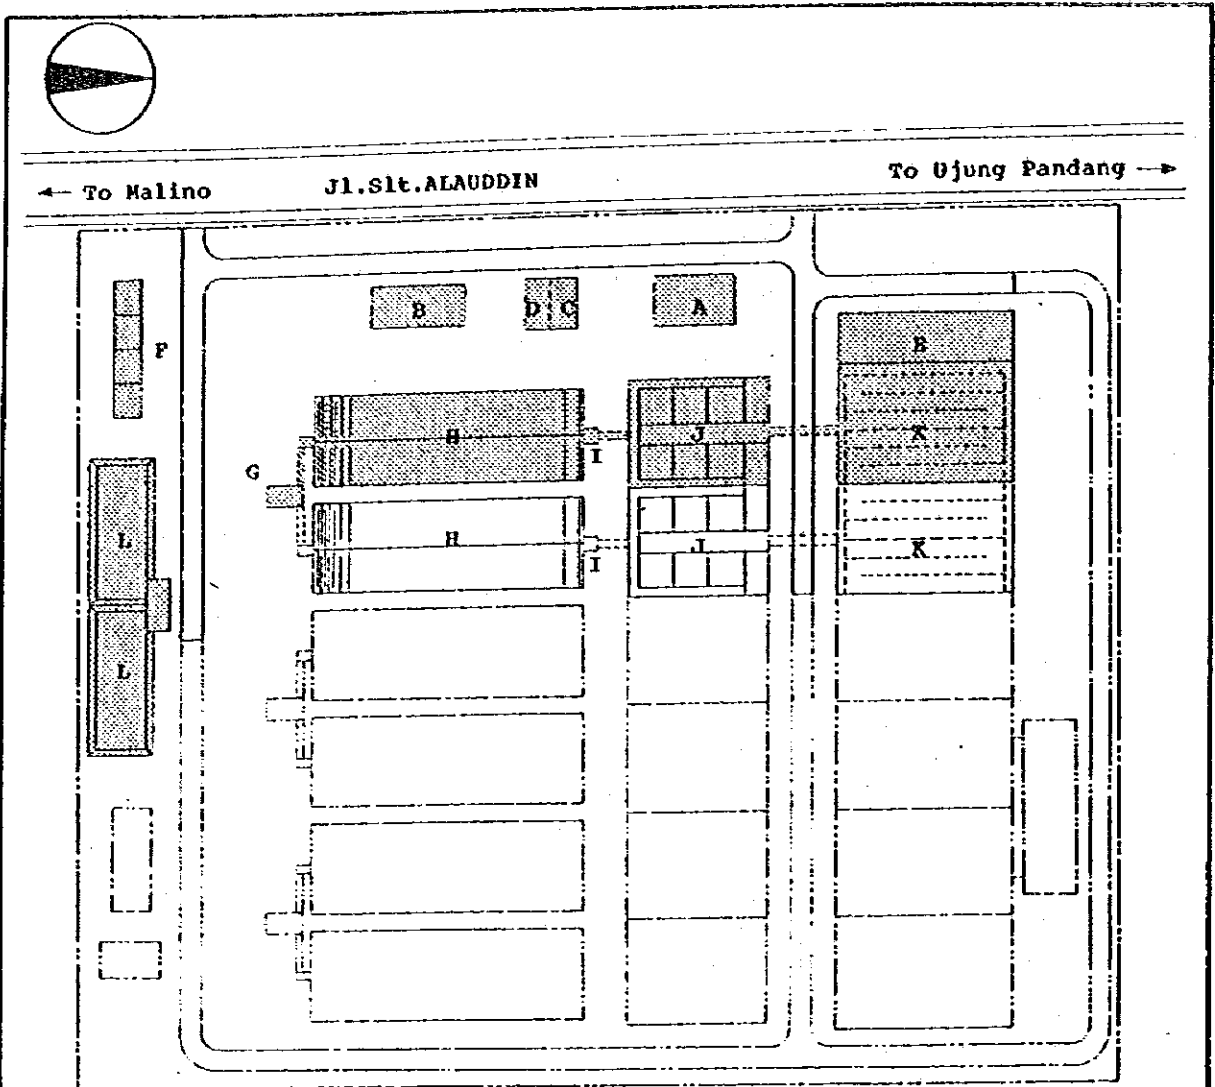 ← To Malino
Jl.Slt.ALAUDDIN
To Ujung Pandang →
B
D
C
A
F
E
H
I
J
K
G
L
H
I
J
K
L